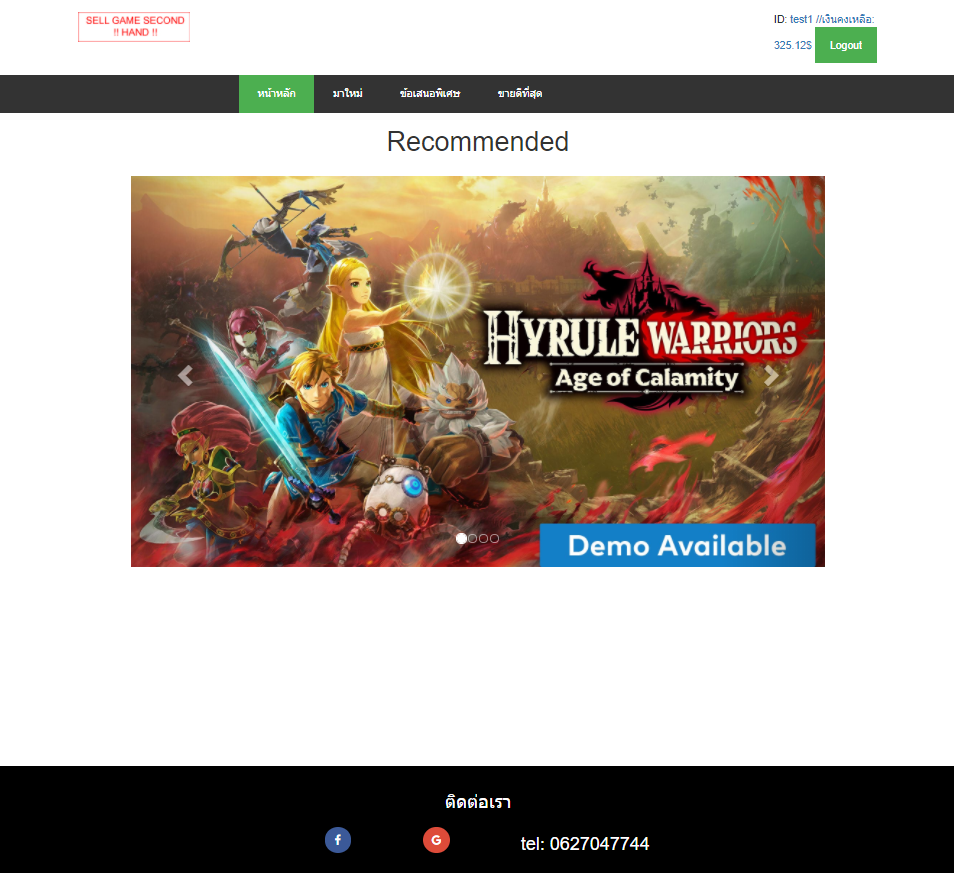 SELL GAME SECOND
!! HAND !!
ID: test1 //เงินคงเหลือ:
325.12$ Logout
หน้าหลัก มาใหม่ ข้อเสนอพิเศษ ขายดีที่สุด
Recommended
HYRULE WARRIORS
Age of Calamity
Demo Available
ติดต่อเรา
f G tel: 0627047744